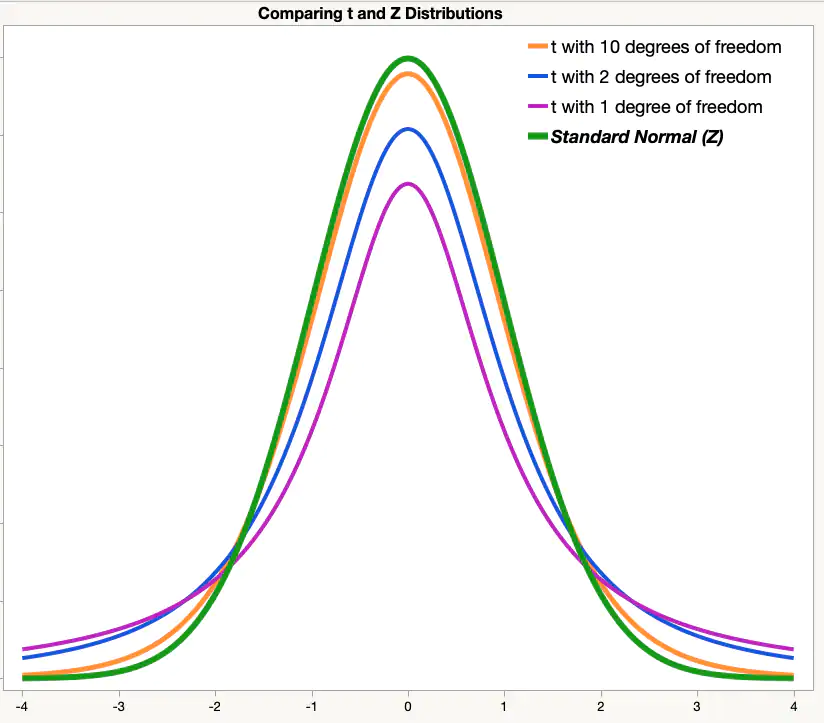 Comparing t and Z Distributions
t with 10 degrees of freedom
t with 2 degrees of freedom
t with 1 degree of freedom
Standard Normal (Z)
-4 -3 -2 -1 0 1 2 3 4